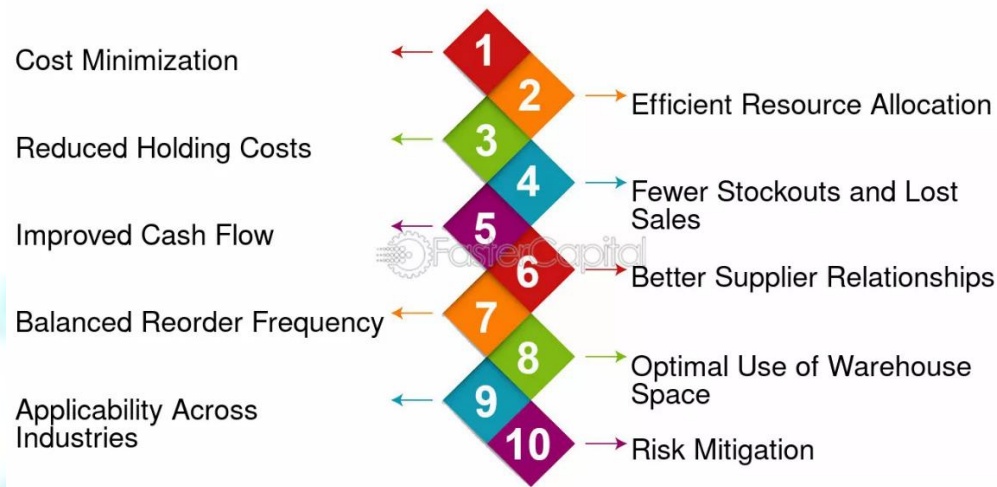 1
Cost Minimization
2
Efficient Resource Allocation
3
Reduced Holding Costs
4
Fewer Stockouts and Lost
Sales
5
Improved Cash Flow
FasterCapital
6
Better Supplier Relationships
7
Balanced Reorder Frequency
8
Optimal Use of Warehouse
Space
9
Applicability Across
Industries
10
Risk Mitigation